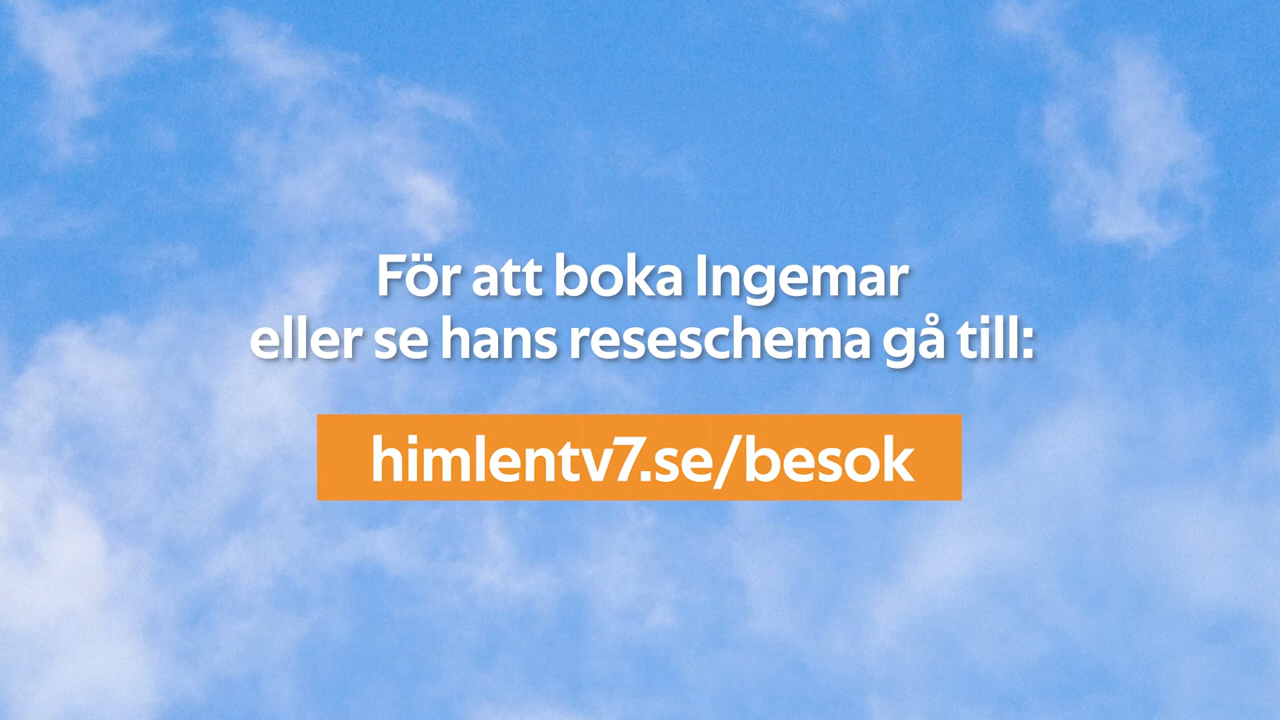 För att boka Ingemar
eller se hans reseschema gå till:
himlentv7.se/besok